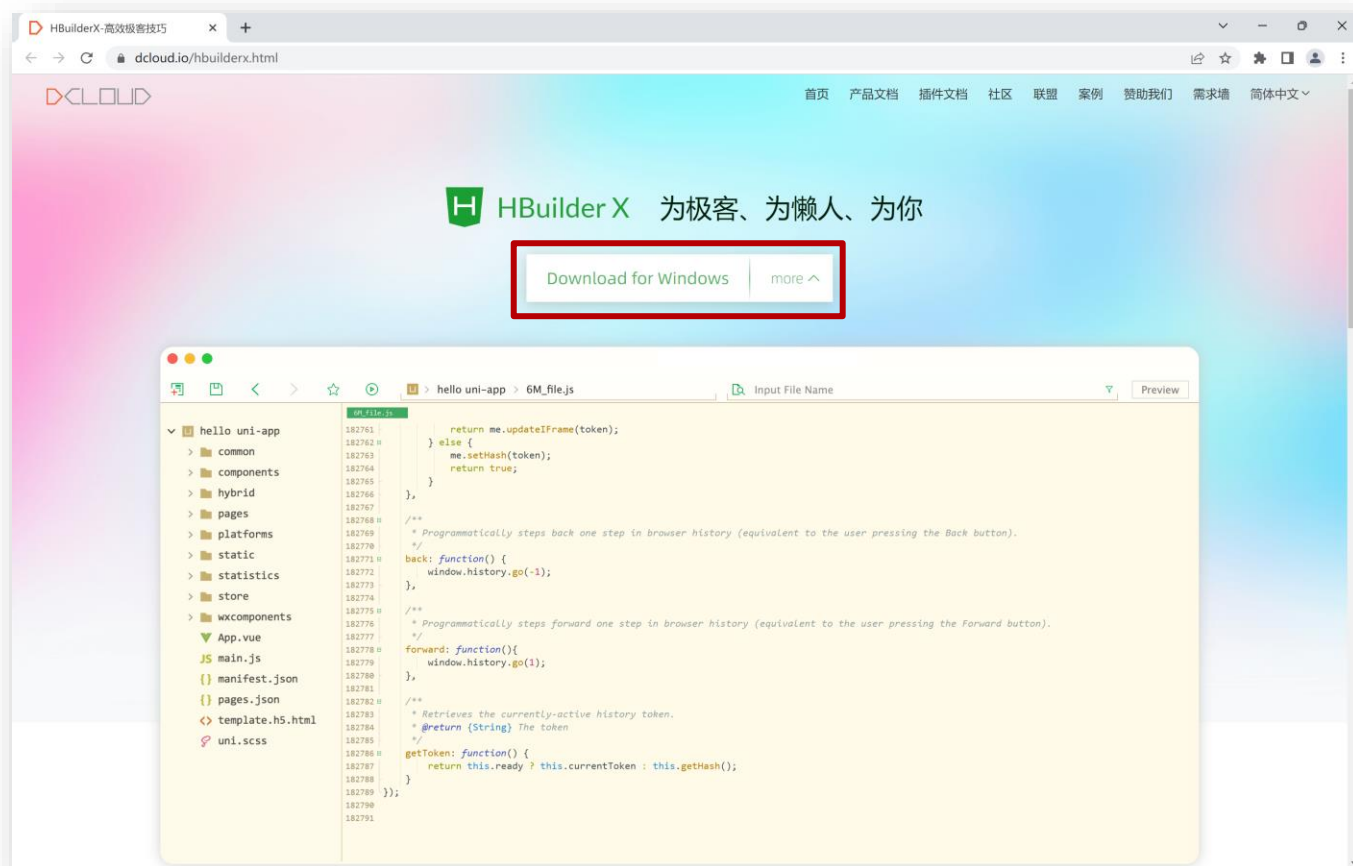 HBuilderX-高效极客技巧
dcloud.io/hbuilderx.html
DCLOUD
首页 产品文档 插件文档 社区 联盟 案例 赞助我们 需求墙 简体中文
HBuilder X 为极客、为懒人、为你
Download for Windows more
hello uni-app > 6M_file.js Input File Name Preview
6M_file.js
hello uni-app
common
components
hybrid
pages
platforms
static
statistics
store
wxcomponents
App.vue
JS main.js
{} manifest.json
{} pages.json
<> template.h5.html
uni.scss
182761 return me.updateIFrame(token);
182762 } else {
182763 me.setHash(token);
182764 return true;
182765 }
182766 },
182767
182768 /**
182769 * Programmatically steps back one step in browser history (equivalent to the user pressing the Back button).
182770 */
182771 back: function() {
182772 window.history.go(-1);
182773 },
182774
182775 /**
182776 * Programmatically steps forward one step in browser history (equivalent to the user pressing the Forward button).
182777 */
182778 forward: function(){
182779 window.history.go(1);
182780 },
182781
182782 /**
182783 * Retrieves the currently-active history token.
182784 * @return {String} The token
182785 */
182786 getToken: function() {
182787 return this.ready ? this.currentToken : this.getHash();
182788 }
182789 });
182790
182791